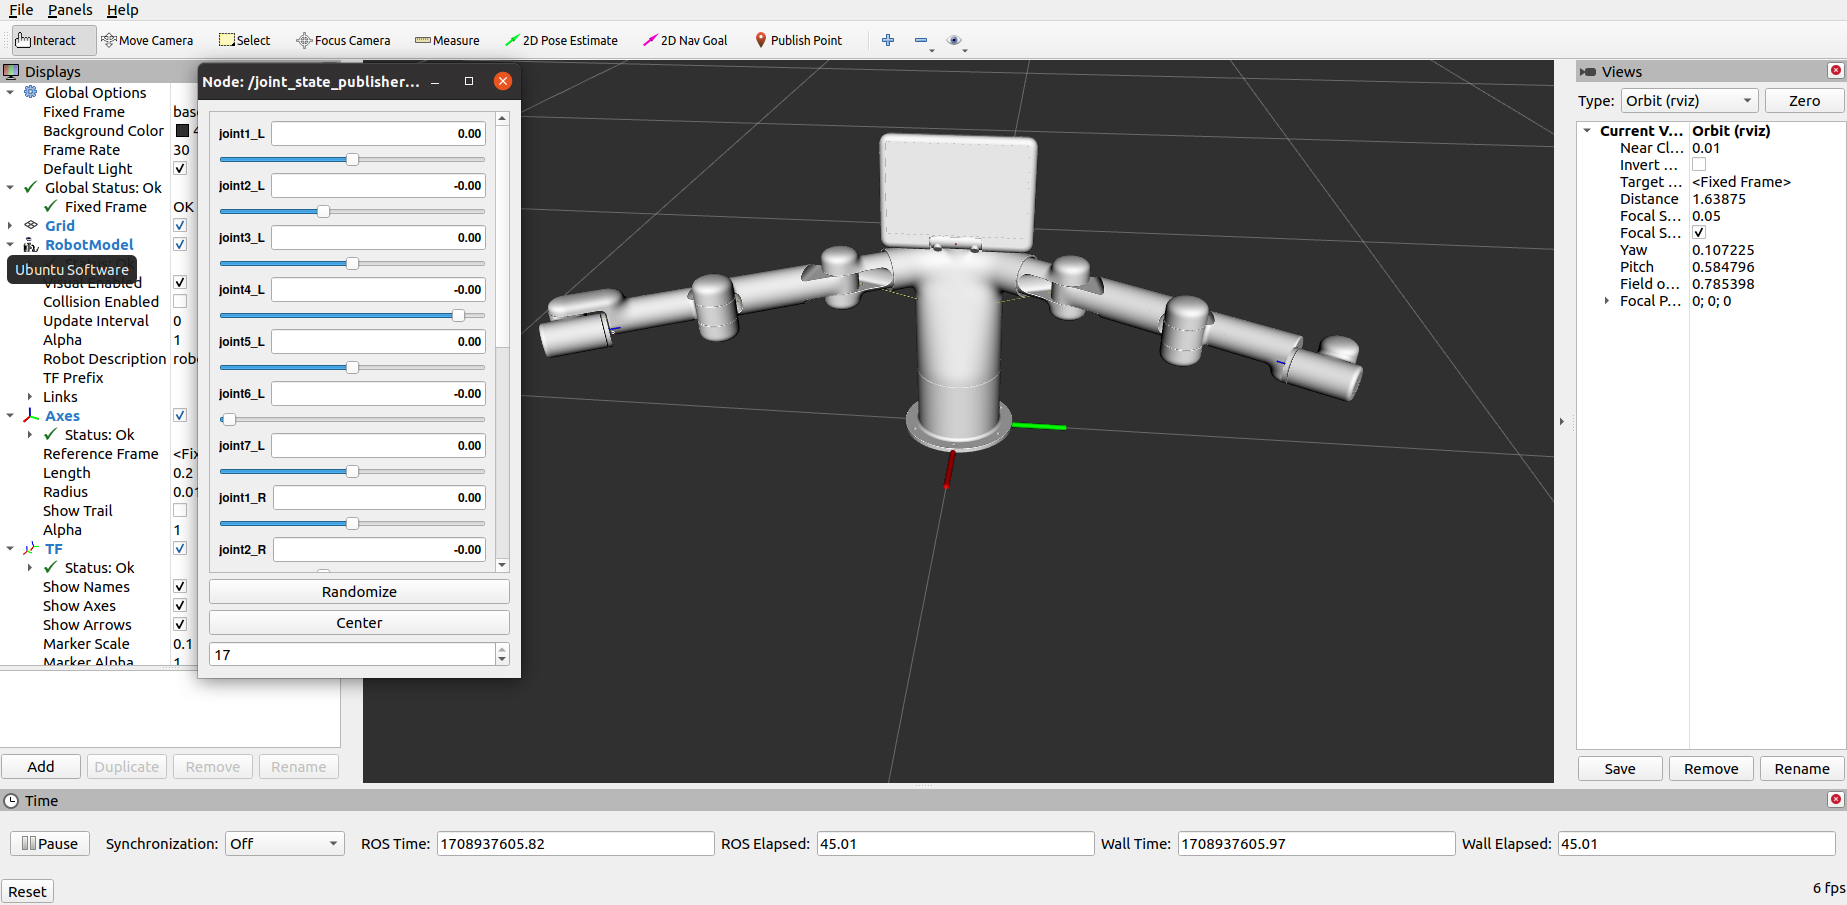 File Panels Help
Interact Move Camera Select Focus Camera Measure 2D Pose Estimate 2D Nav Goal Publish Point
Displays
Global Options
Fixed Frame
Background Color
Frame Rate 30
Default Light
Global Status: Ok
Fixed Frame OK
Grid
RobotModel
Ubuntu Software
Visual Enabled
Collision Enabled
Update Interval 0
Alpha 1
Robot Description
TF Prefix
Links
Axes
Status: Ok
Reference Frame
Length 0.2
Radius 0.01
Show Trail
Alpha 1
TF
Status: Ok
Show Names
Show Axes
Show Arrows
Marker Scale 0.1
Marker Alpha 1
Node: /joint_state_publisher...
joint1_L 0.00
joint2_L -0.00
joint3_L 0.00
joint4_L -0.00
joint5_L 0.00
joint6_L -0.00
joint7_L 0.00
joint1_R 0.00
joint2_R -0.00
Randomize
Center
17
Add Duplicate Remove Rename
Views
Type: Orbit (rviz) Zero
Current V... Orbit (rviz)
Near Cl... 0.01
Invert ...
Target ... <Fixed Frame>
Distance 1.63875
Focal S... 0.05
Focal S...
Yaw 0.107225
Pitch 0.584796
Field o... 0.785398
Focal P... 0; 0; 0
Save Remove Rename
Time
Pause Synchronization: Off ROS Time: 1708937605.82 ROS Elapsed: 45.01 Wall Time: 1708937605.97 Wall Elapsed: 45.01
Reset 6 fps